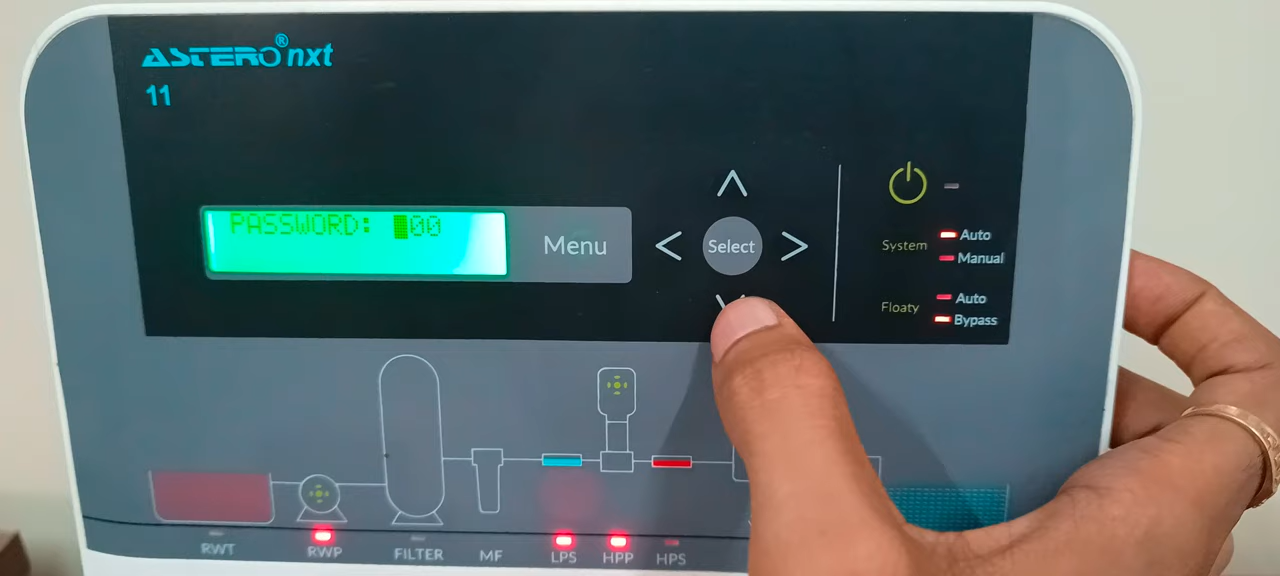 ASTERO® nxt
11
PASSWORD: 00
Menu
Select
System
Auto
Manual
Floaty
Auto
Bypass
RWT
RWP
FILTER
MF
LPS
HPP
HPS